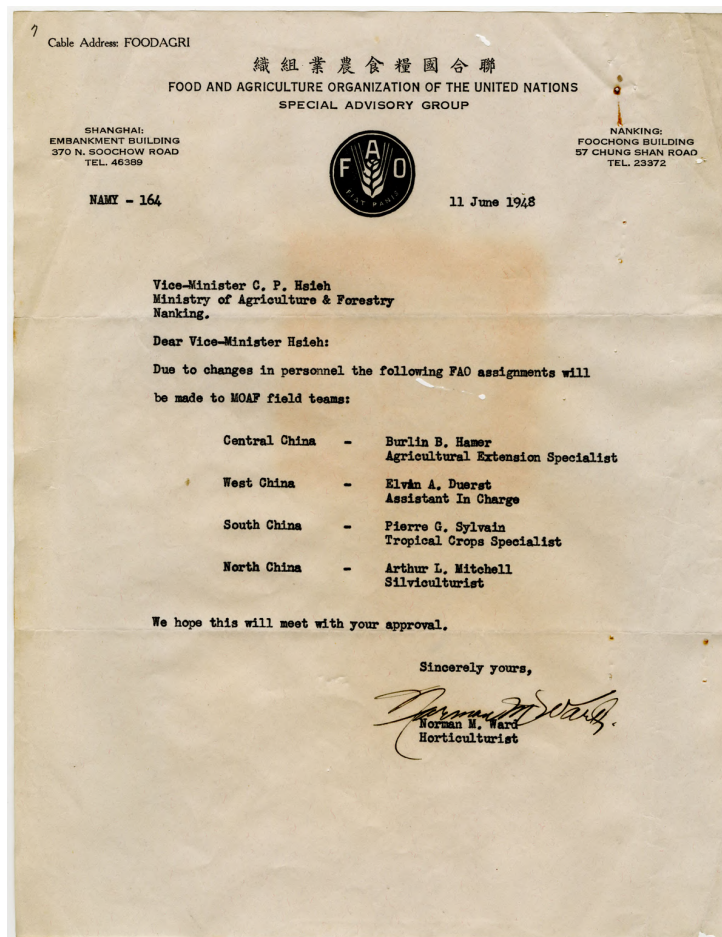 7
Cable Address: FOODAGRI
織組業農食糧國合聯
FOOD AND AGRICULTURE ORGANIZATION OF THE UNITED NATIONS
SPECIAL ADVISORY GROUP
SHANGHAI:
EMBANKMENT BUILDING
370 N. SOOCHOW ROAD
TEL. 46389
FAO
FIAT PANIS
NANKING:
FOOCHONG BUILDING
57 CHUNG SHAN ROAD
TEL. 23372
NAMY - 164
11 June 1948
Vice-Minister C. P. Hsieh
Ministry of Agriculture & Forestry
Nanking.
Dear Vice-Minister Hsieh:
Due to changes in personnel the following FAO assignments will
be made to MOAF field teams:
Central China - Burlin B. Hamer
Agricultural Extension Specialist
West China - Elvin A. Duerst
Assistant In Charge
South China - Pierre G. Sylvain
Tropical Crops Specialist
North China - Arthur L. Mitchell
Silviculturist
We hope this will meet with your approval.
Sincerely yours,
Norman M Ward.
Norman M. Ward
Horticulturist